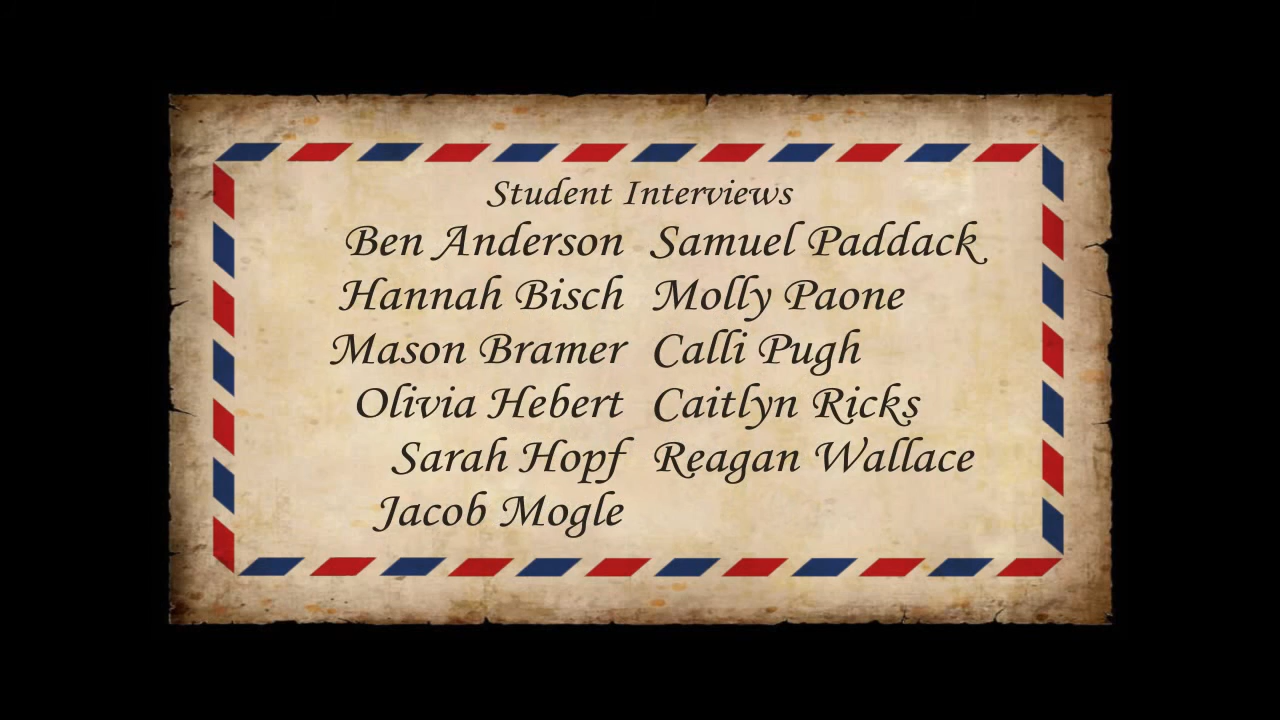 Student Interviews
Ben Anderson Samuel Paddack
Hannah Bisch Molly Paone
Mason Bramer Calli Pugh
Olivia Hebert Caitlyn Ricks
Sarah Hopf Reagan Wallace
Jacob Mogle